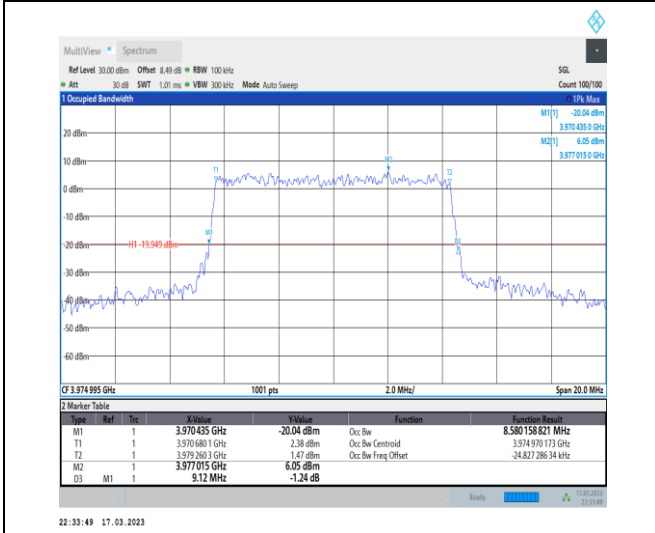 MultiView Spectrum
Ref Level 30.00 dBm Offset 8.49 dB RBW 100 kHz SGL
Att 30 dB SWT 1.01 ms VBW 300 kHz Mode Auto Sweep Count 100/100
1 Occupied Bandwidth 1Pk Max
M1[1] -20.04 dBm
3.970 435 0 GHz
M2[1] 6.05 dBm
3.977 015 0 GHz
20 dBm
10 dBm
M2
T1
T2
0 dBm
-10 dBm
M1
-20 dBm
H1 -19.949 dBm
D3
-30 dBm
-40 dBm
-50 dBm
-60 dBm
CF 3.974 995 GHz 1001 pts 2.0 MHz/ Span 20.0 MHz
2 Marker Table
Type Ref Trc X-Value Y-Value Function Function Result
M1 1 3.970 435 GHz -20.04 dBm Occ Bw 8.580 158 821 MHz
T1 1 3.970 680 1 GHz 2.38 dBm Occ Bw Centroid 3.974 970 173 GHz
T2 1 3.979 260 3 GHz 1.47 dBm Occ Bw Freq Offset -24.827 286 34 kHz
M2 1 3.977 015 GHz 6.05 dBm
D3 M1 1 9.12 MHz -1.24 dB
Ready 17.03.2023
22:33:48
22:33:49 17.03.2023